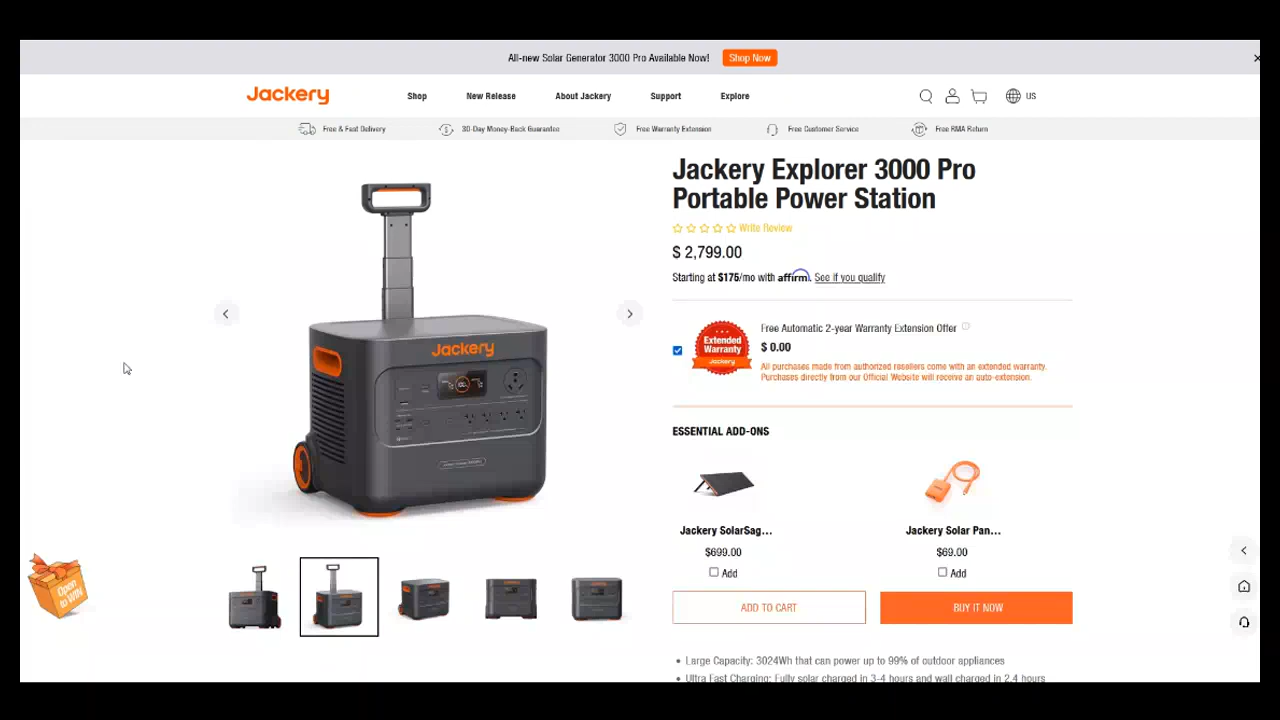 All-new Solar Generator 3000 Pro Available Now! Shop Now
Jackery Shop New Release About Jackery Support Explore US
Free & Fast Delivery 30-Day Money-Back Guarantee Free Warranty Extension Free Customer Service Free RMA Return
Jackery Explorer 3000 Pro
Portable Power Station
Write Review
$ 2,799.00
Starting at $175/mo with affirm. See if you qualify
Jackery
Extended
Warranty
Jackery
Free Automatic 2-year Warranty Extension Offer
$ 0.00
All purchases made from authorized resellers come with an extended warranty.
Purchases directly from our Official Website will receive an auto-extension.
ESSENTIAL ADD-ONS
Jackery SolarSag... Jackery Solar Pan...
$699.00 $69.00
Add Add
Open
to WIN
ADD TO CART BUY IT NOW
Large Capacity: 3024Wh that can power up to 99% of outdoor appliances
Ultra Fast Charging: Fully solar charged in 3-4 hours and wall charged in 2.4 hours